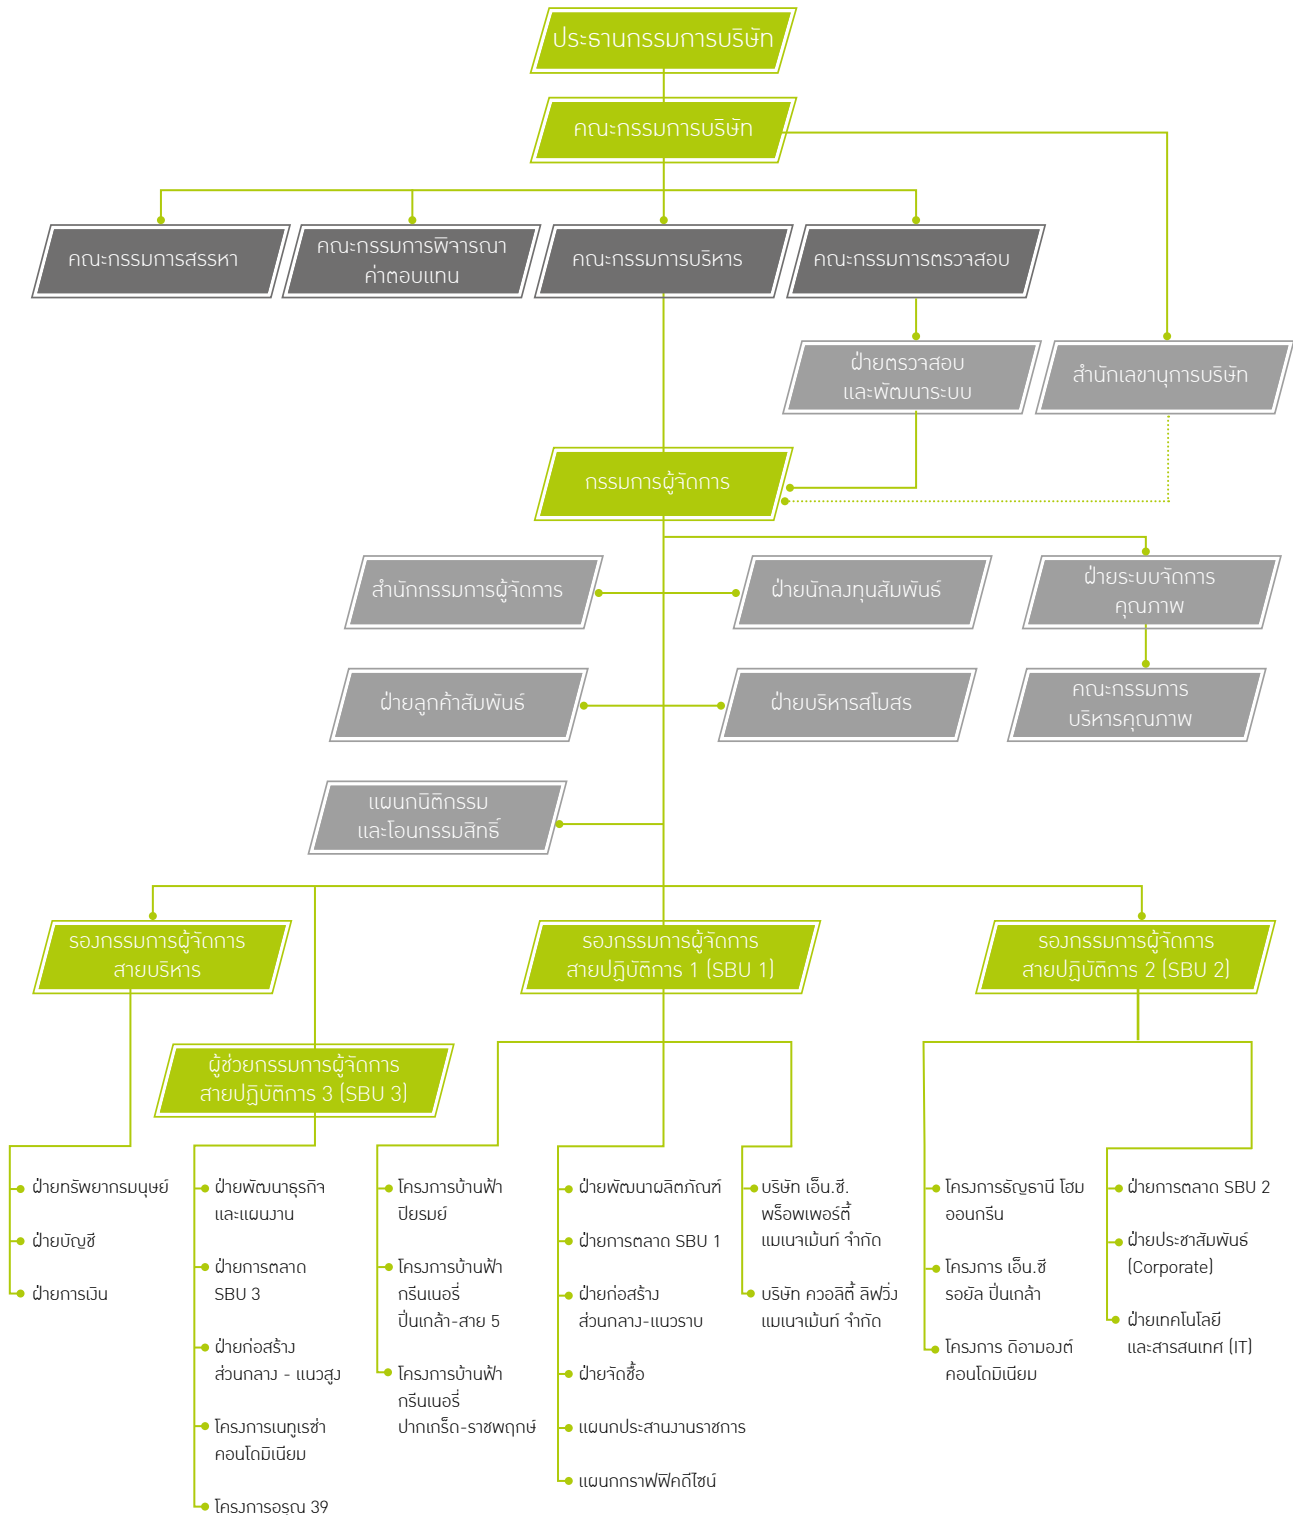 ประธานกรรมการบริษัท
คณะกรรมการบริษัท
คณะกรรมการสรรหา
คณะกรรมการพิจารณา
ค่าตอบแทน
คณะกรรมการบริหาร
คณะกรรมการตรวจสอบ
ฝ่ายตรวจสอบ
และพัฒนาระบบ
สำนักเลขานุการบริษัท
กรรมการผู้จัดการ
สำนักกรรมการผู้จัดการ
ฝ่ายนักลงทุนสัมพันธ์
ฝ่ายระบบจัดการ
คุณภาพ
ฝ่ายลูกค้าสัมพันธ์
ฝ่ายบริหารสโมสร
คณะกรรมการ
บริหารคุณภาพ
แผนกนิติกรรม
และโอนกรรมสิทธิ์
รองกรรมการผู้จัดการ
สายบริหาร
รองกรรมการผู้จัดการ
สายปฏิบัติการ 1 (SBU 1)
รองกรรมการผู้จัดการ
สายปฏิบัติการ 2 (SBU 2)
ผู้ช่วยกรรมการผู้จัดการ
สายปฏิบัติการ 3 (SBU 3)
ฝ่ายทรัพยากรมนุษย์
ฝ่ายบัญชี
ฝ่ายการเงิน
ฝ่ายพัฒนาธุรกิจ
และแผนงาน
ฝ่ายการตลาด
SBU 3
ฝ่ายก่อสร้าง
ส่วนกลาง - แนวสูง
โครงการเนทูเรซ่า
คอนโดมิเนียม
โครงการอรุณ 39
โครงการบ้านฟ้า
ปิยรมย์
โครงการบ้านฟ้า
กรีนเนอรี่
ปิ่นเกล้า-สาย 5
โครงการบ้านฟ้า
กรีนเนอรี่
ปากเกร็ด-ราชพฤกษ์
ฝ่ายพัฒนาผลิตภัณฑ์
ฝ่ายการตลาด SBU 1
ฝ่ายก่อสร้าง
ส่วนกลาง-แนวราบ
ฝ่ายจัดซื้อ
แผนกประสานงานราชการ
แผนกกราฟฟิคดีไซน์
บริษัท เอ็น.ซี.
พร็อพเพอร์ตี้
แมเนจเม้นท์ จำกัด
บริษัท ควอลิตี้ ลิฟวิ่ง
แมเนจเม้นท์ จำกัด
โครงการธัญธานี โฮม
ออนกรีน
โครงการ เอ็น.ซี
รอยัล ปิ่นเกล้า
โครงการ ดิอามองต์
คอนโดมิเนียม
ฝ่ายการตลาด SBU 2
ฝ่ายประชาสัมพันธ์
(Corporate)
ฝ่ายเทคโนโลยี
และสารสนเทศ (IT)